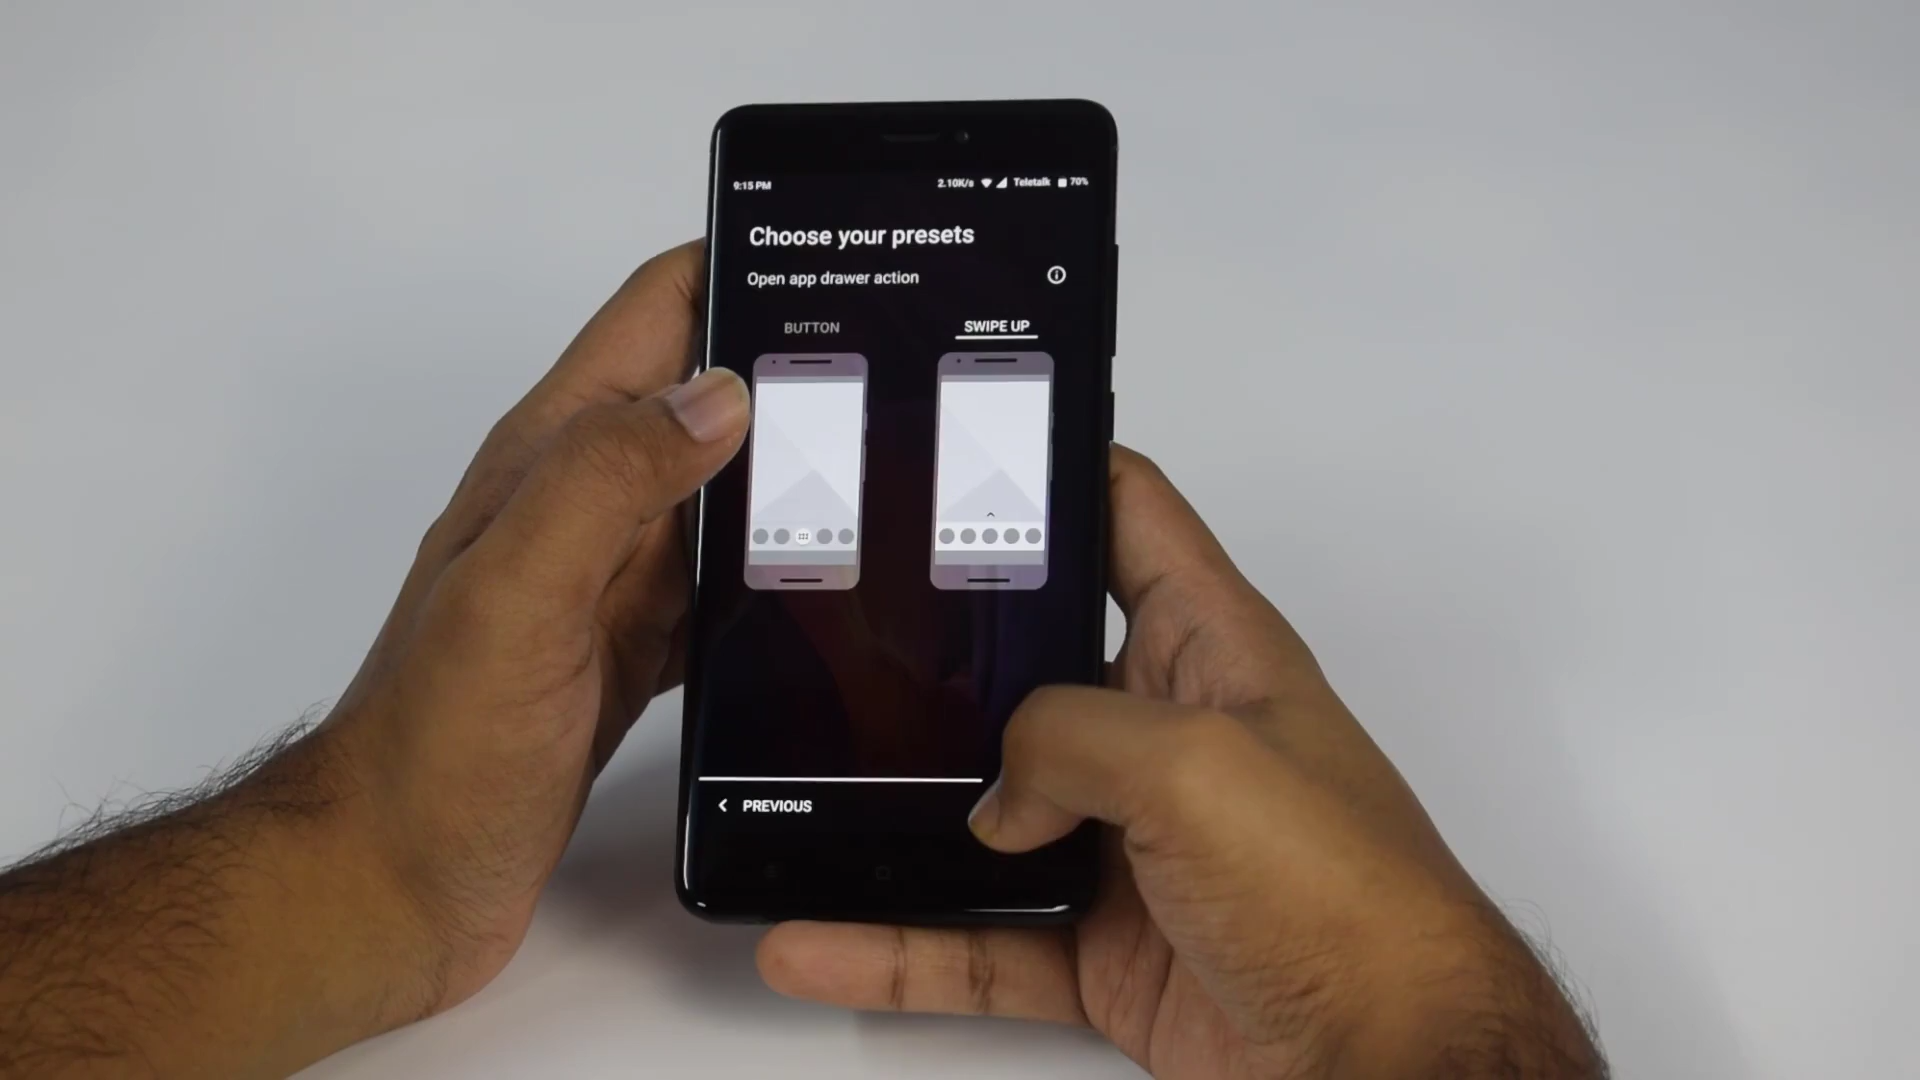 9:15 PM 2.10K/s Teletalk 70%
Choose your presets
Open app drawer action
BUTTON SWIPE UP
PREVIOUS